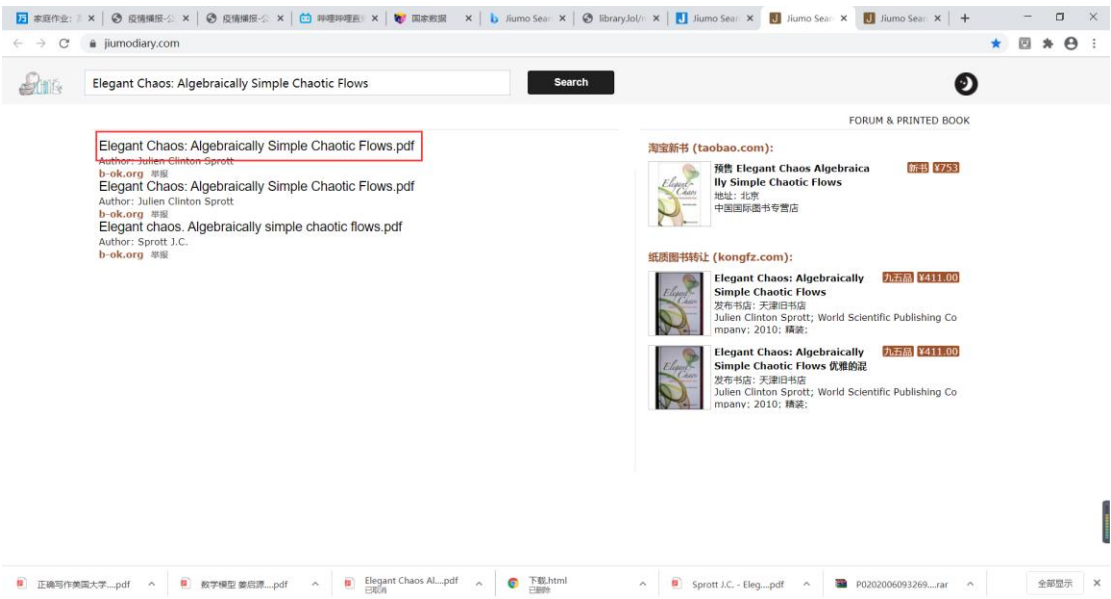 家庭作业:
疫情缉报-公
疫情缉报-公
哔哩哔哩直
国家数据
Jiumo Sear
library.lol/
Jiumo Sear
Jiumo Sear
Jiumo Sear
jiumodiary.com
Elegant Chaos: Algebraically Simple Chaotic Flows
Search
FORUM & PRINTED BOOK
Elegant Chaos: Algebraically Simple Chaotic Flows.pdf
Author: Julien Clinton Sprott
b-ok.org 举报
Elegant Chaos: Algebraically Simple Chaotic Flows.pdf
Author: Julien Clinton Sprott
b-ok.org 举报
Elegant chaos. Algebraically simple chaotic flows.pdf
Author: Sprott J.C.
b-ok.org 举报
淘宝新书 (taobao.com):
预售 Elegant Chaos Algebraica 新书 ¥753
lly Simple Chaotic Flows
地址: 北京
中国国际图书专营店
纸质图书转让 (kongfz.com):
Elegant Chaos: Algebraically 九五品 ¥411.00
Simple Chaotic Flows
发布书店: 天津旧书店
Julien Clinton Sprott; World Scientific Publishing Co
mpany; 2010; 精装;
Elegant Chaos: Algebraically 九五品 ¥411.00
Simple Chaotic Flows 优雅的混
发布书店: 天津旧书店
Julien Clinton Sprott; World Scientific Publishing Co
mpany; 2010; 精装;
正确写作美国大学....pdf
数学模型 姜启源....pdf
Elegant Chaos Al....pdf
已取消
下载.html
已删除
Sprott J.C. - Eleg....pdf
P0202006093269....rar
全部显示